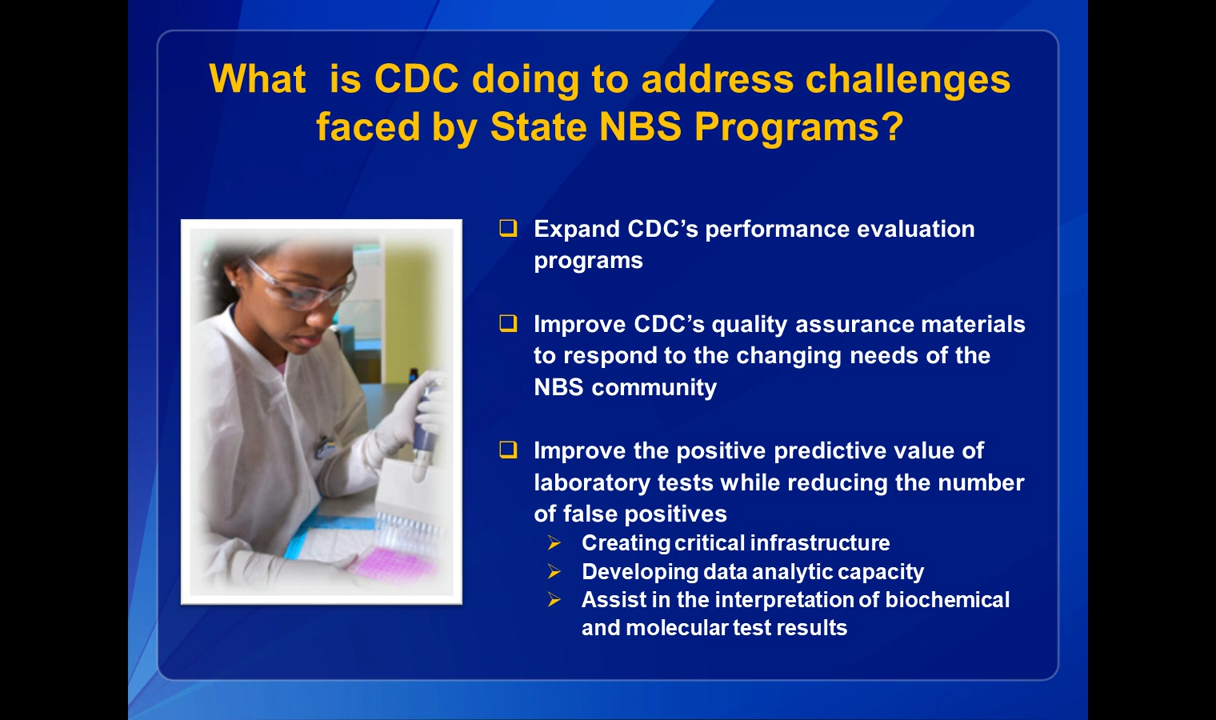 What  is CDC doing to address challenges
faced by State NBS Programs?
Expand CDC’s performance evaluation
programs
Improve CDC’s quality assurance materials
to respond to the changing needs of the
NBS community
Improve the positive predictive value of
laboratory tests while reducing the number
of false positives
Creating critical infrastructure
Developing data analytic capacity
Assist in the interpretation of biochemical
and molecular test results